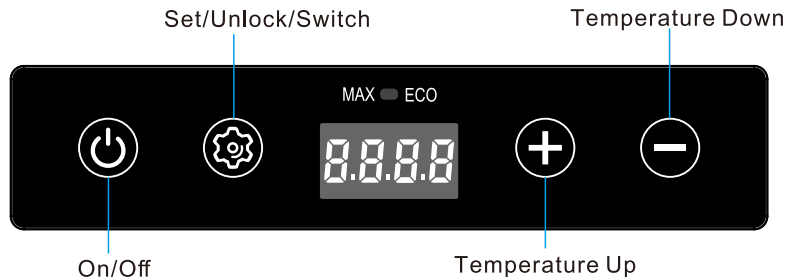 Set/Unlock/Switch
Temperature Down
MAX ECO
8.8.8.8
On/Off
Temperature Up